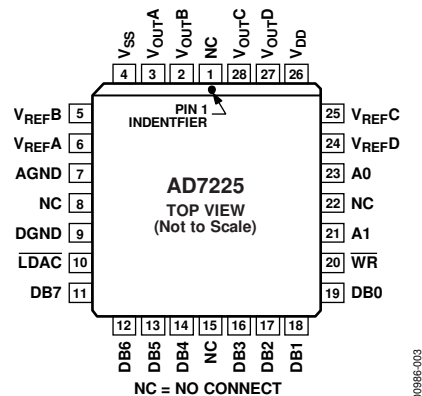 VSS VOUTA VOUTB NC VOUTC VOUTD VDD
4 3 2 1 28 27 26
PIN 1
INDENTFIER
VREFB 5
VREFA 6
AGND 7
NC 8
DGND 9
LDAC 10
DB7 11
AD7225
TOP VIEW
(Not to Scale)
25 VREFC
24 VREFD
23 A0
22 NC
21 A1
20 WR
19 DB0
12 13 14 15 16 17 18
DB6 DB5 DB4 NC DB3 DB2 DB1
NC = NO CONNECT
00986-003